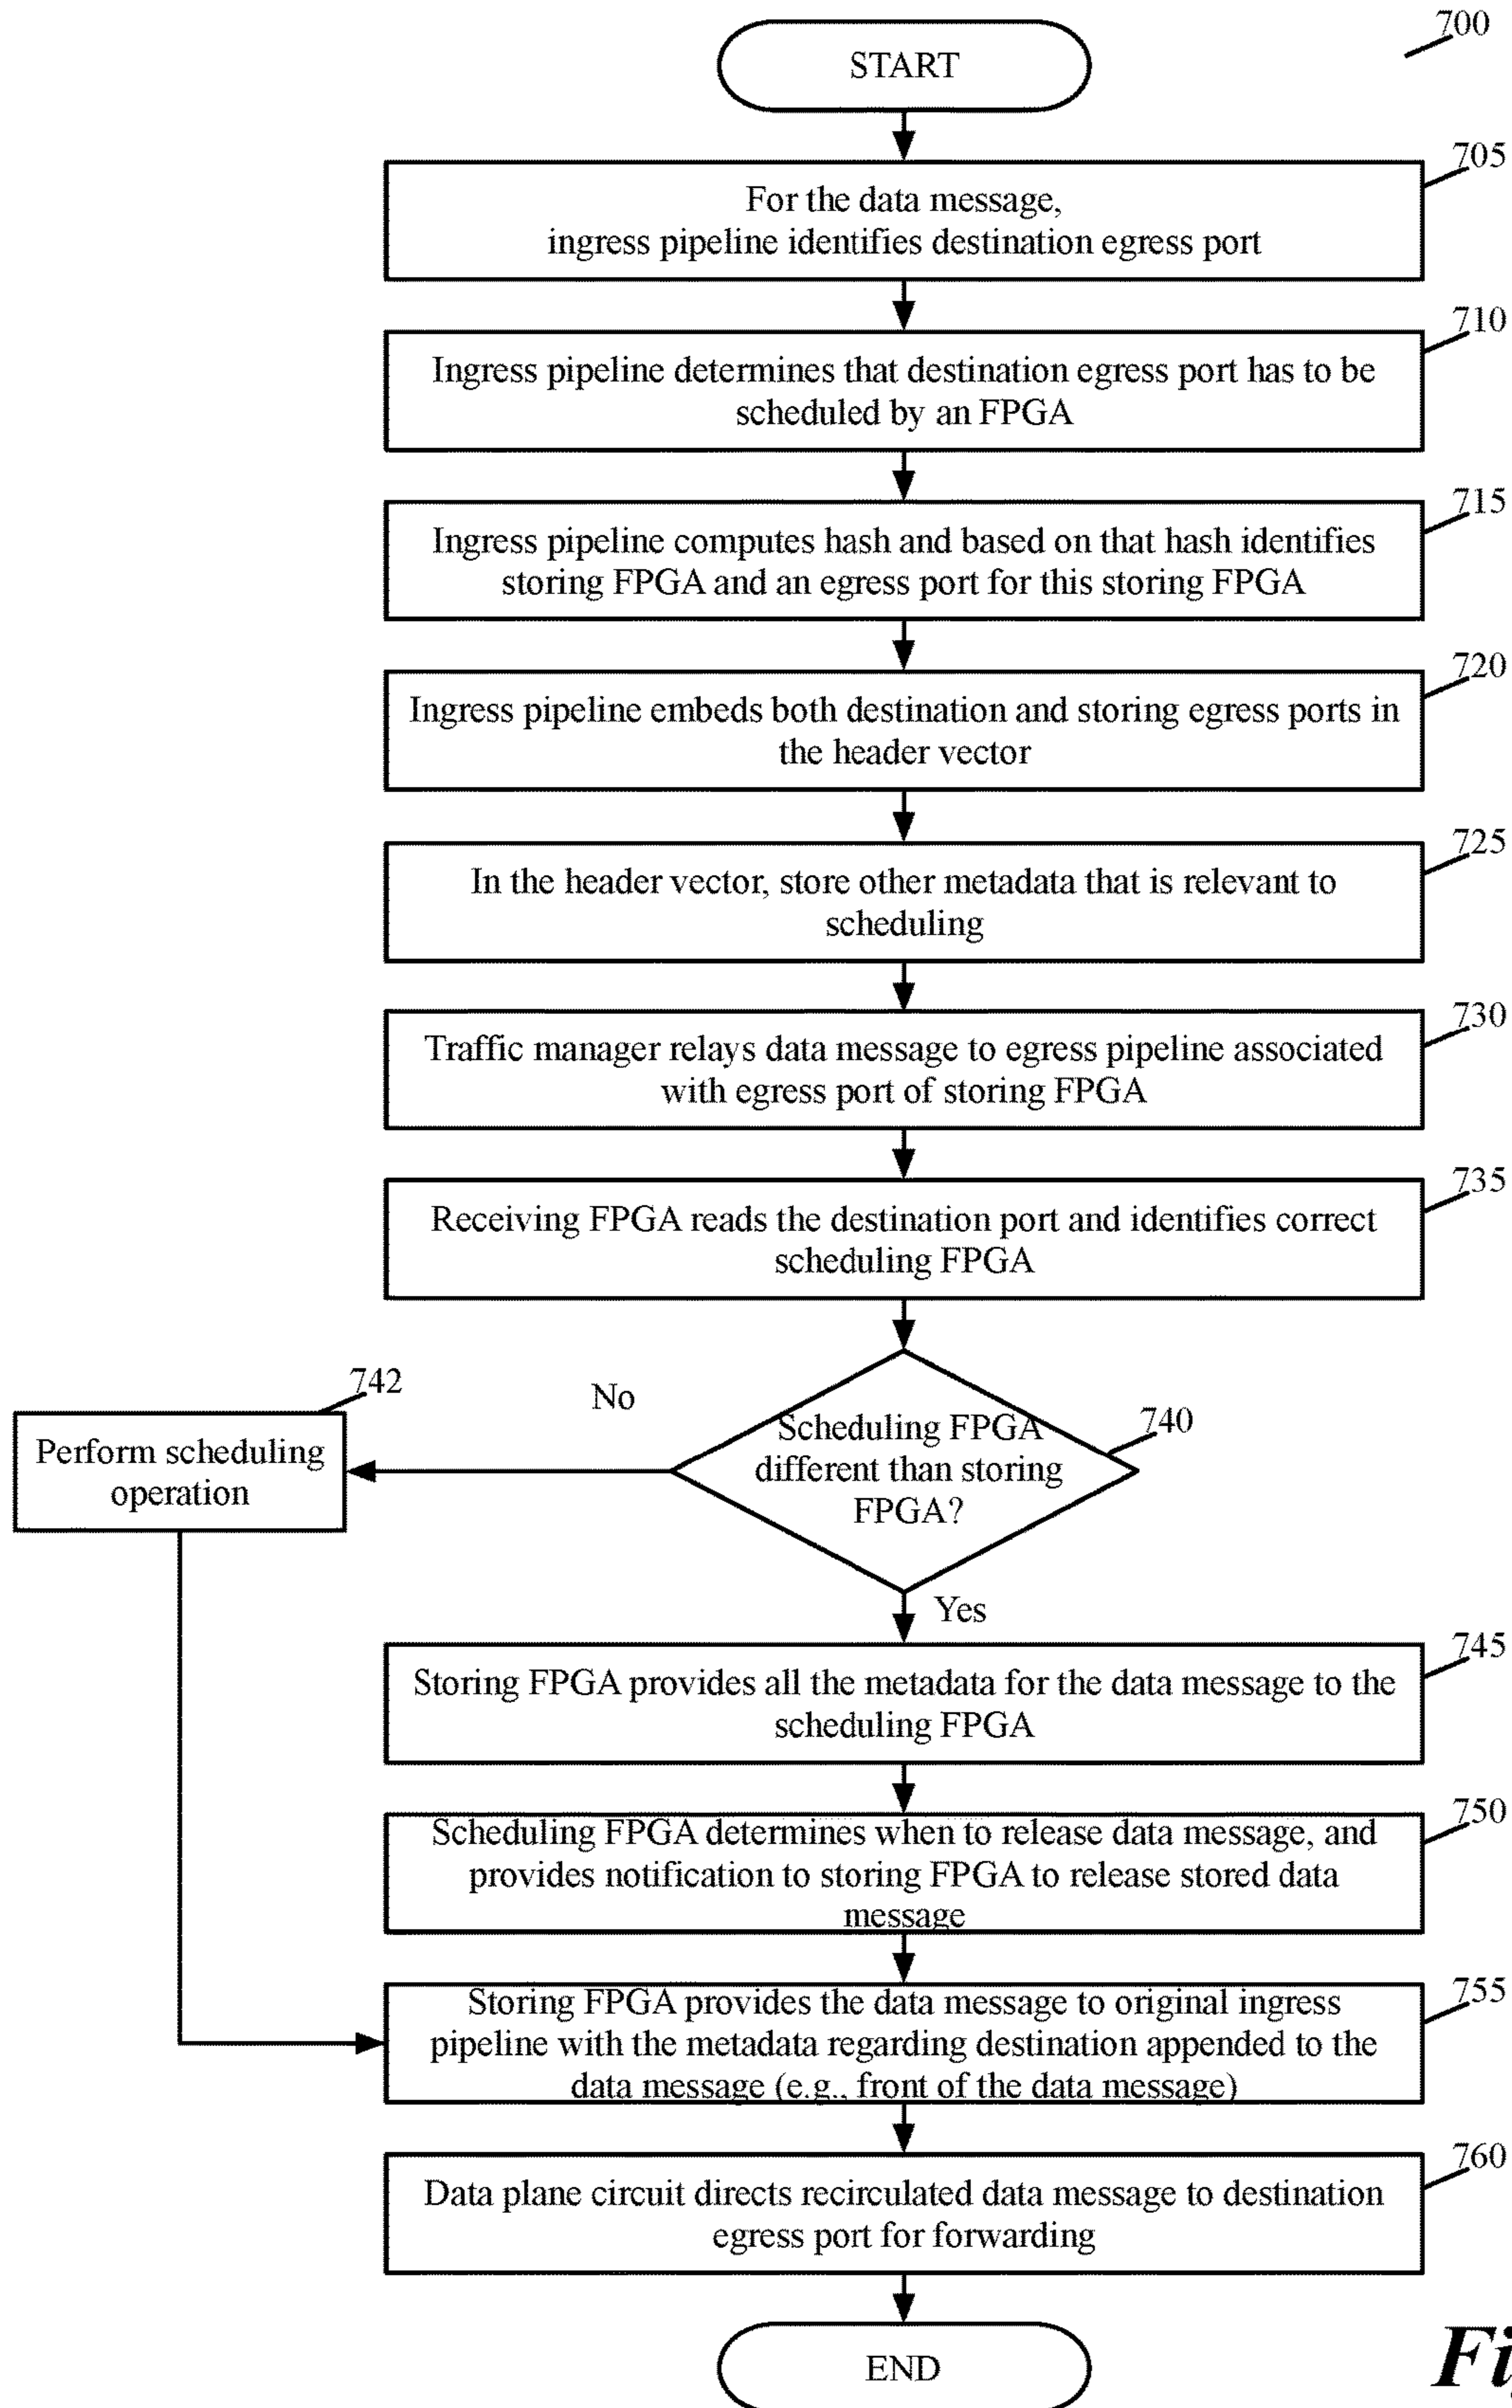 700
START
705
For the data message,
ingress pipeline identifies destination egress port
710
Ingress pipeline determines that destination egress port has to be
scheduled by an FPGA
715
Ingress pipeline computes hash and based on that hash identifies
storing FPGA and an egress port for this storing FPGA
720
Ingress pipeline embeds both destination and storing egress ports in
the header vector
725
In the header vector, store other metadata that is relevant to
scheduling
730
Traffic manager relays data message to egress pipeline associated
with egress port of storing FPGA
735
Receiving FPGA reads the destination port and identifies correct
scheduling FPGA
742
No
740
Perform scheduling
operation
Scheduling FPGA
different than storing
FPGA?
Yes
745
Storing FPGA provides all the metadata for the data message to the
scheduling FPGA
750
Scheduling FPGA determines when to release data message, and
provides notification to storing FPGA to release stored data
message
755
Storing FPGA provides the data message to original ingress
pipeline with the metadata regarding destination appended to the
data message (e.g., front of the data message)
760
Data plane circuit directs recirculated data message to destination
egress port for forwarding
END